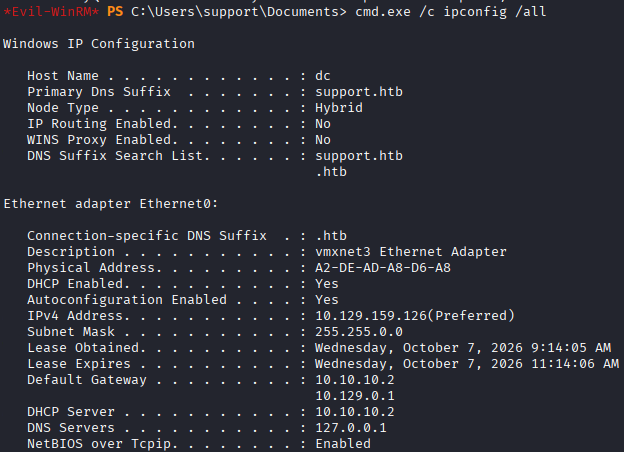 *Evil-WinRM* PS C:\Users\support\Documents> cmd.exe /c ipconfig /all
Windows IP Configuration
Host Name . . . . . . . . . . . . : dc
Primary Dns Suffix  . . . . . . . : support.htb
Node Type . . . . . . . . . . . . : Hybrid
IP Routing Enabled. . . . . . . . : No
WINS Proxy Enabled. . . . . . . . : No
DNS Suffix Search List. . . . . . : support.htb
.htb
Ethernet adapter Ethernet0:
Connection-specific DNS Suffix  . : .htb
Description . . . . . . . . . . . : vmxnet3 Ethernet Adapter
Physical Address. . . . . . . . . : A2-DE-AD-A8-D6-A8
DHCP Enabled. . . . . . . . . . . : Yes
Autoconfiguration Enabled . . . . : Yes
IPv4 Address. . . . . . . . . . . : 10.129.159.126(Preferred)
Subnet Mask . . . . . . . . . . . : 255.255.0.0
Lease Obtained. . . . . . . . . . : Wednesday, October 7, 2026 9:14:05 AM
Lease Expires . . . . . . . . . . : Wednesday, October 7, 2026 11:14:06 AM
Default Gateway . . . . . . . . . : 10.10.10.2
10.129.0.1
DHCP Server . . . . . . . . . . . : 10.10.10.2
DNS Servers . . . . . . . . . . . : 127.0.0.1
NetBIOS over Tcpip. . . . . . . . : Enabled